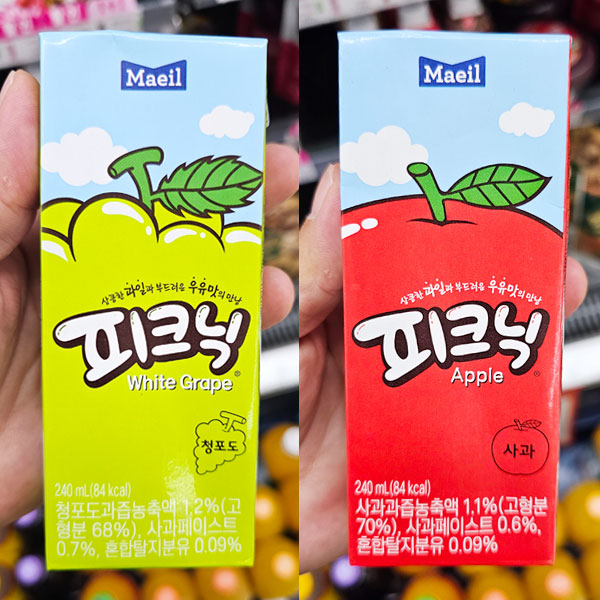 Maeil
상큼한 과일과 부드러운 우유맛의 만남
피크닉
White Grape®
청포도
240 mL(84 kcal)
청포도과즙농축액 1.2%(고
형분 68%), 사과페이스트
0.7%, 혼합탈지분유 0.09%
Maeil
상큼한 과일과 부드러운 우유맛의 만남
피크닉
Apple®
사과
240 mL(84 kcal)
사과과즙농축액 1.1%(고형분
70%), 사과페이스트 0.6%,
혼합탈지분유 0.09%